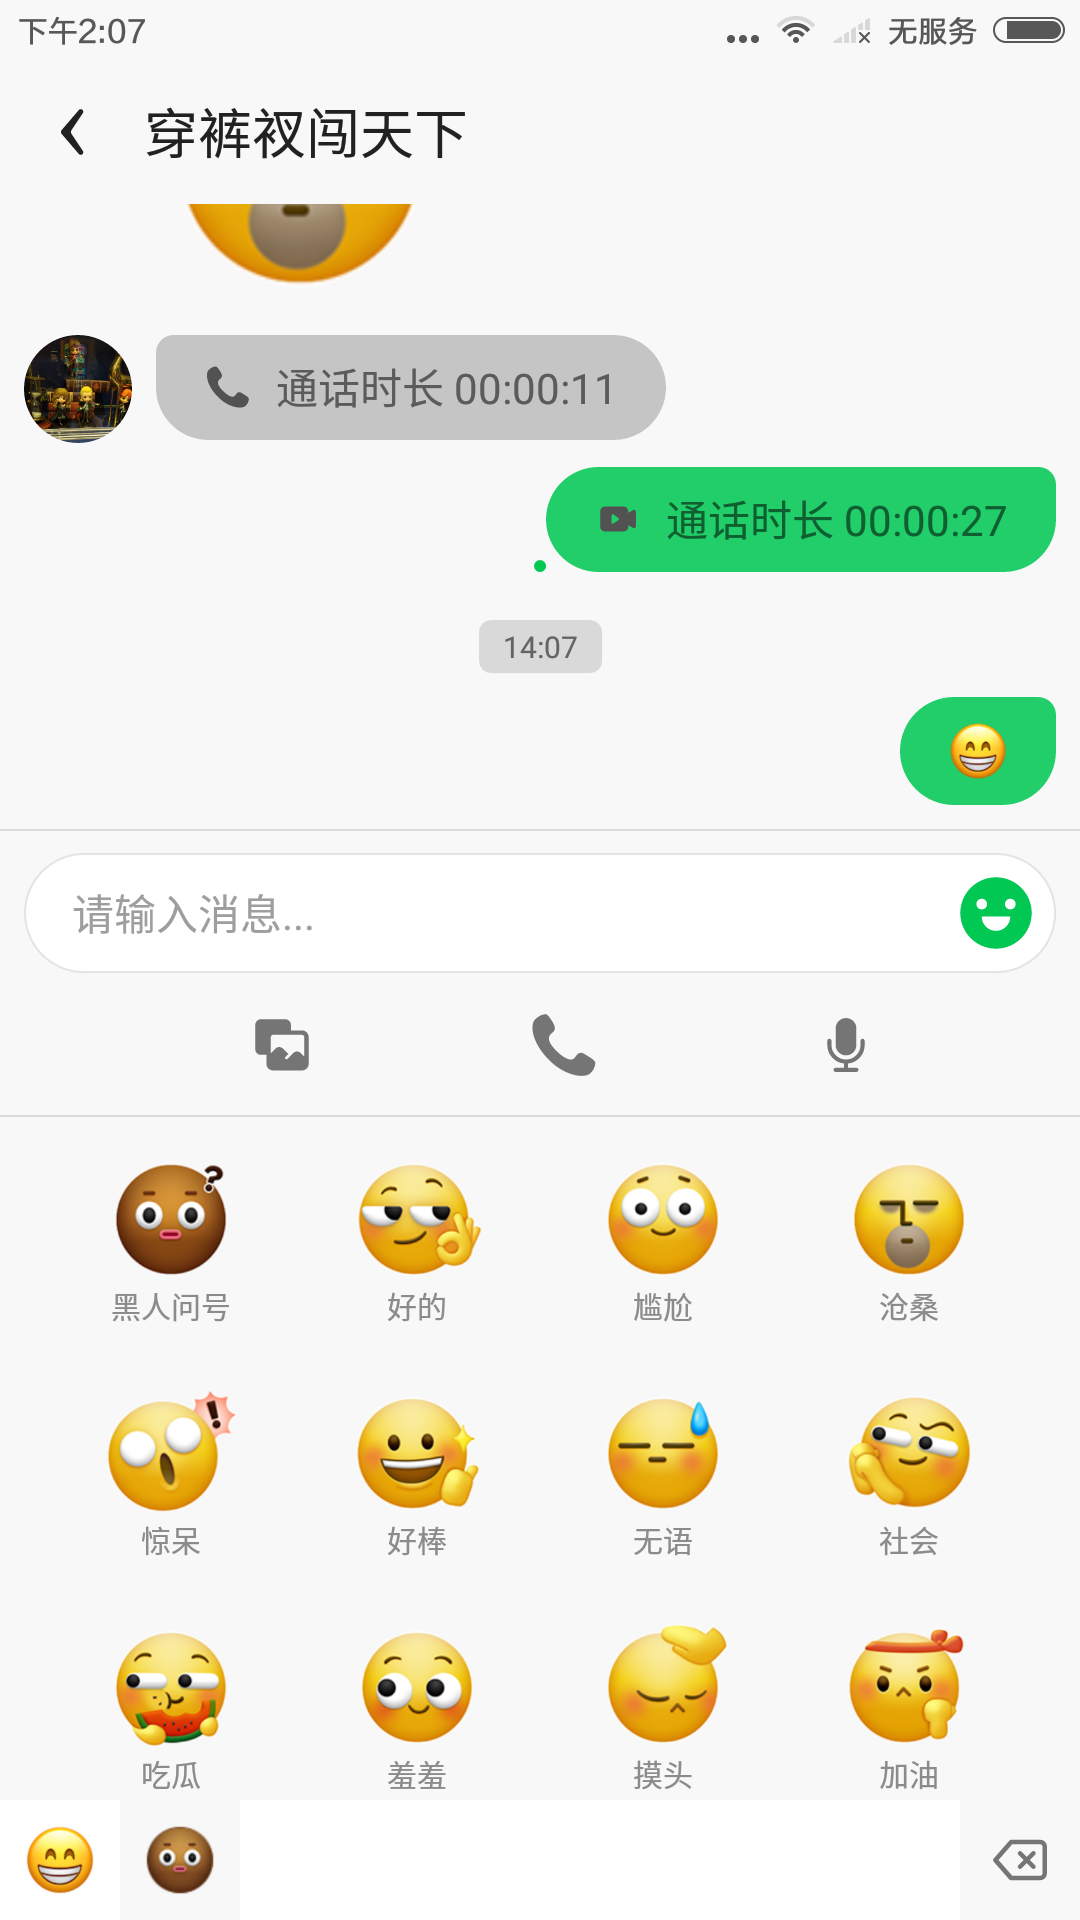 下午2:07
无服务
穿裤衩闯天下
通话时长 00:00:11
通话时长 00:00:27
14:07
请输入消息...
黑人问号 好的 尴尬 沧桑
惊呆 好棒 无语 社会
吃瓜 羞羞 摸头 加油